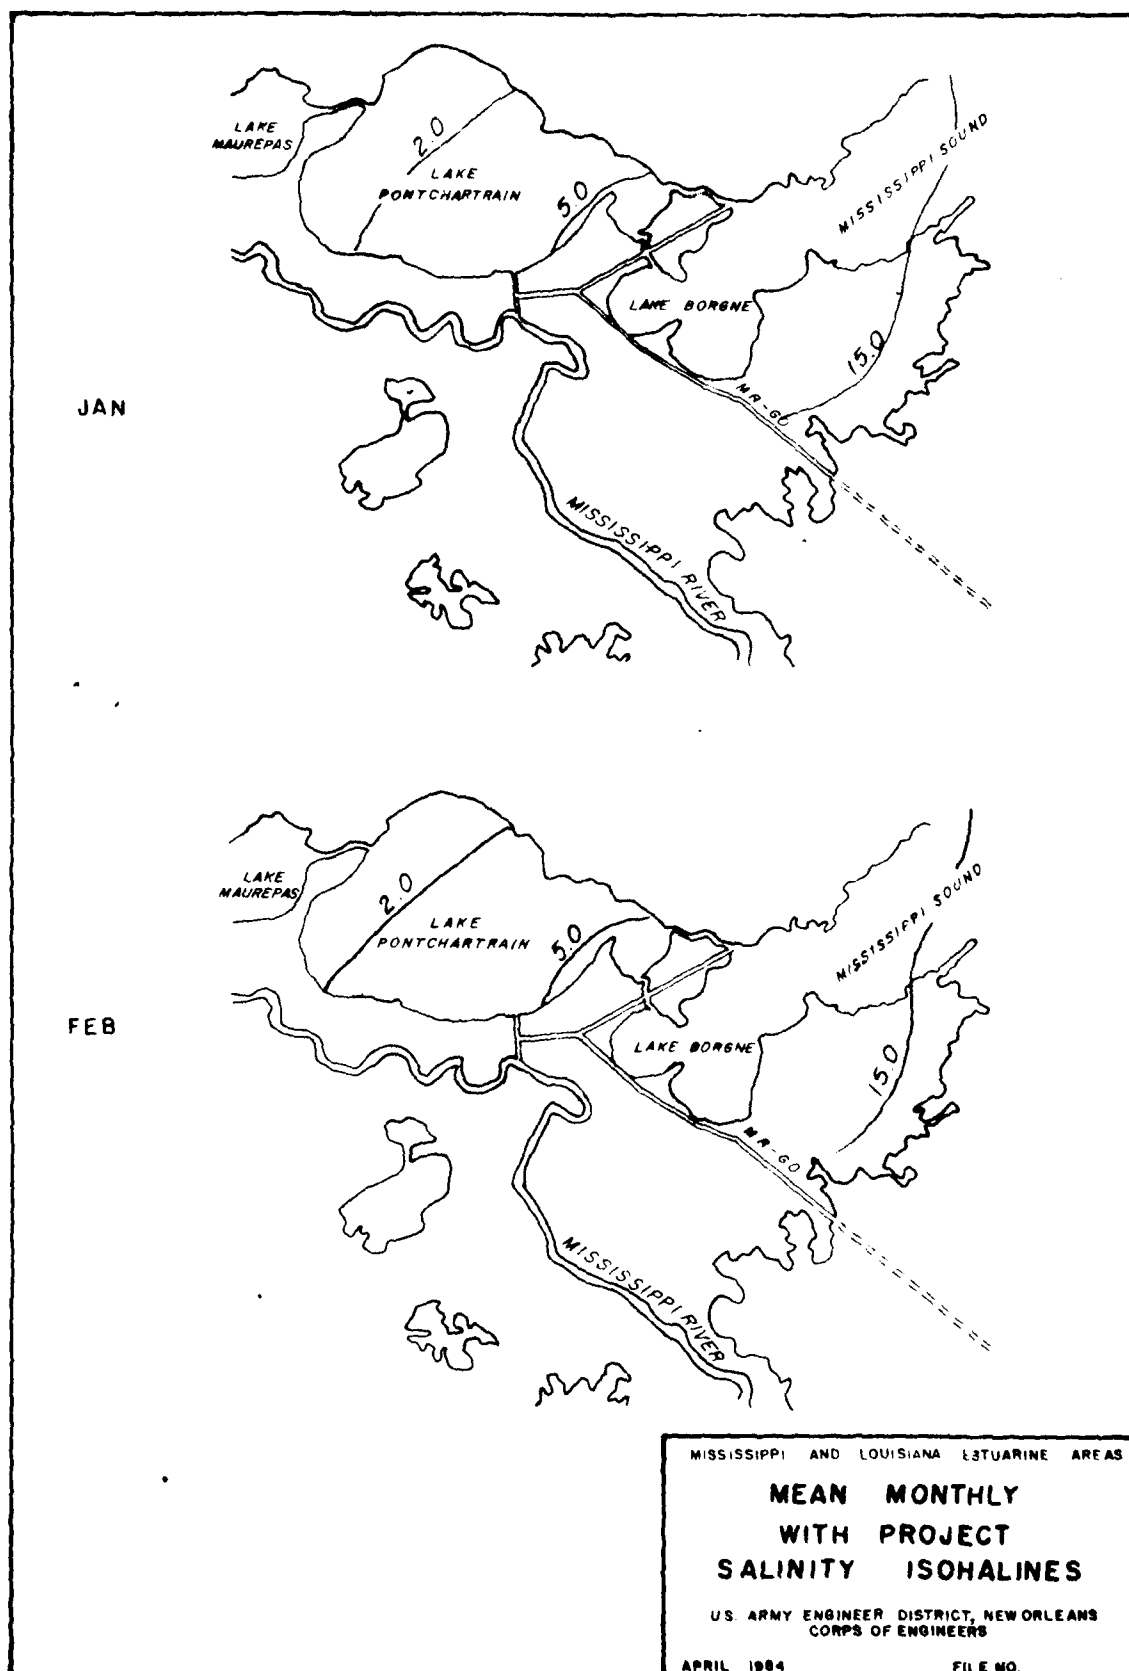 LAKE
MAUREPAS
2.0
LAKE
PONTCHARTRAIN
5.0
MISSISSIPPI SOUND
LAKE BORGNE
15.0
MR-GO
JAN
MISSISSIPPI RIVER
LAKE
MAUREPAS
2.0
LAKE
PONTCHARTRAIN
5.0
MISSISSIPPI SOUND
FEB
LAKE BORGNE
15.0
MR-GO
MISSISSIPPI RIVER
MISSISSIPPI AND LOUISIANA ESTUARINE AREAS
MEAN MONTHLY
WITH PROJECT
SALINITY ISOHALINES
U.S. ARMY ENGINEER DISTRICT, NEW ORLEANS
CORPS OF ENGINEERS
APRIL 1984 FILE NO.